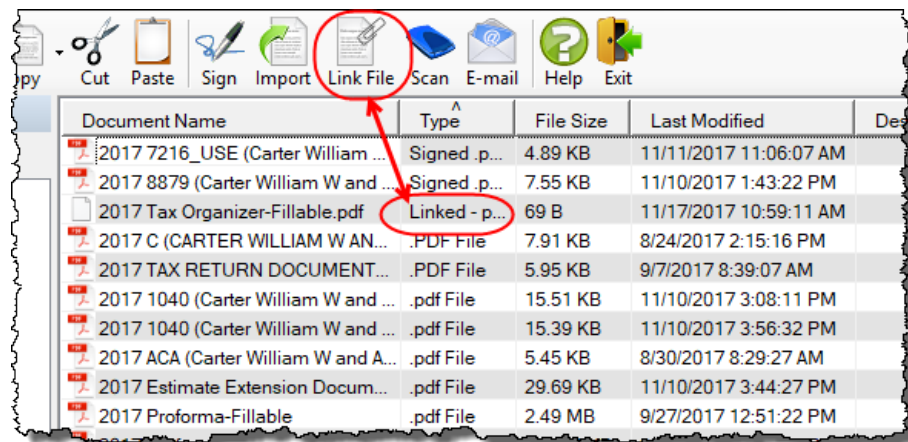 opy Cut Paste Sign Import Link File Scan E-mail Help Exit
Document Name Type File Size Last Modified Des
2017 7216_USE (Carter William ... Signed .p... 4.89 KB 11/11/2017 11:06:07 AM
2017 8879 (Carter William W and ... Signed .p... 7.55 KB 11/10/2017 1:43:22 PM
2017 Tax Organizer-Fillable.pdf Linked - p... 69 B 11/17/2017 10:59:11 AM
2017 C (CARTER WILLIAM W AN... .PDF File 7.91 KB 8/24/2017 2:15:16 PM
2017 TAX RETURN DOCUMENT... .PDF File 5.95 KB 9/7/2017 8:39:07 AM
2017 1040 (Carter William W and ... .pdf File 15.51 KB 11/10/2017 3:08:11 PM
2017 1040 (Carter William W and ... .pdf File 15.39 KB 11/10/2017 3:56:32 PM
2017 ACA (Carter William W and A... .pdf File 5.45 KB 8/30/2017 8:29:27 AM
2017 Estimate Extension Docum... .pdf File 29.69 KB 11/10/2017 3:44:27 PM
2017 Proforma-Fillable .pdf File 2.49 MB 9/27/2017 12:51:22 PM